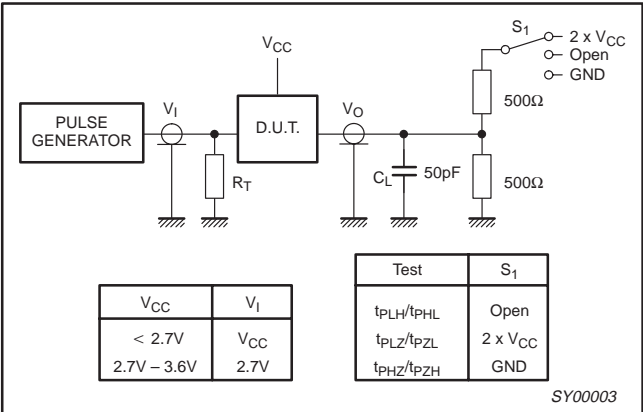 S1
2 x VCC
Open
GND
VCC
500Ω
PULSE
GENERATOR
VI
D.U.T.
VO
RT
CL
50pF
500Ω
VCC VI
< 2.7V VCC
2.7V – 3.6V 2.7V
Test S1
tPLH/tPHL Open
tPLZ/tPZL 2 x VCC
tPHZ/tPZH GND
SY00003